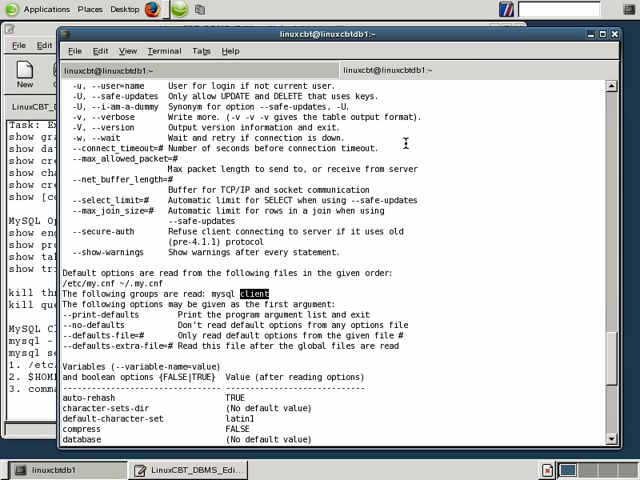 Applications Places Desktop
linuxcbt@linuxcbtdb1:~
File Edit View Terminal Tabs Help
linuxcbt@linuxcbtdb1:~ linuxcbt@linuxcbtdb1:~
-u, --user=name User for login if not current user.
-U, --safe-updates Only allow UPDATE and DELETE that uses keys.
-U, --i-am-a-dummy Synonym for option --safe-updates, -U.
-v, --verbose Write more. (-v -v -v gives the table output format).
-V, --version Output version information and exit.
-w, --wait Wait and retry if connection is down.
--connect_timeout=# Number of seconds before connection timeout.
--max_allowed_packet=#
Max packet length to send to, or receive from server
--net_buffer_length=#
Buffer for TCP/IP and socket communication
--select_limit=# Automatic limit for SELECT when using --safe-updates
--max_join_size=# Automatic limit for rows in a join when using
--safe-updates
--secure-auth Refuse client connecting to server if it uses old
(pre-4.1.1) protocol
--show-warnings Show warnings after every statement.
Default options are read from the following files in the given order:
/etc/my.cnf ~/.my.cnf
The following groups are read: mysql client
The following options may be given as the first argument:
--print-defaults Print the program argument list and exit
--no-defaults Don't read default options from any options file
--defaults-file=# Only read default options from the given file #
--defaults-extra-file=# Read this file after the global files are read
Variables (--variable-name=value)
and boolean options {FALSE|TRUE} Value (after reading options)
--------------------------------- -----------------------------
auto-rehash TRUE
character-sets-dir (No default value)
default-character-set latin1
compress FALSE
database (No default value)
File Edit
New
LinuxCBT_D
Task: E
show gra
show dat
show cre
show cha
show cre
show [co
MySQL Op
show eng
show pro
show tal
show tri
kill thr
kill que
MySQL Cl
mysql -
mysql se
1. /etc/
2. $HOM
3. comma
linuxcbtdb1 LinuxCBT_DBMS_Edi...